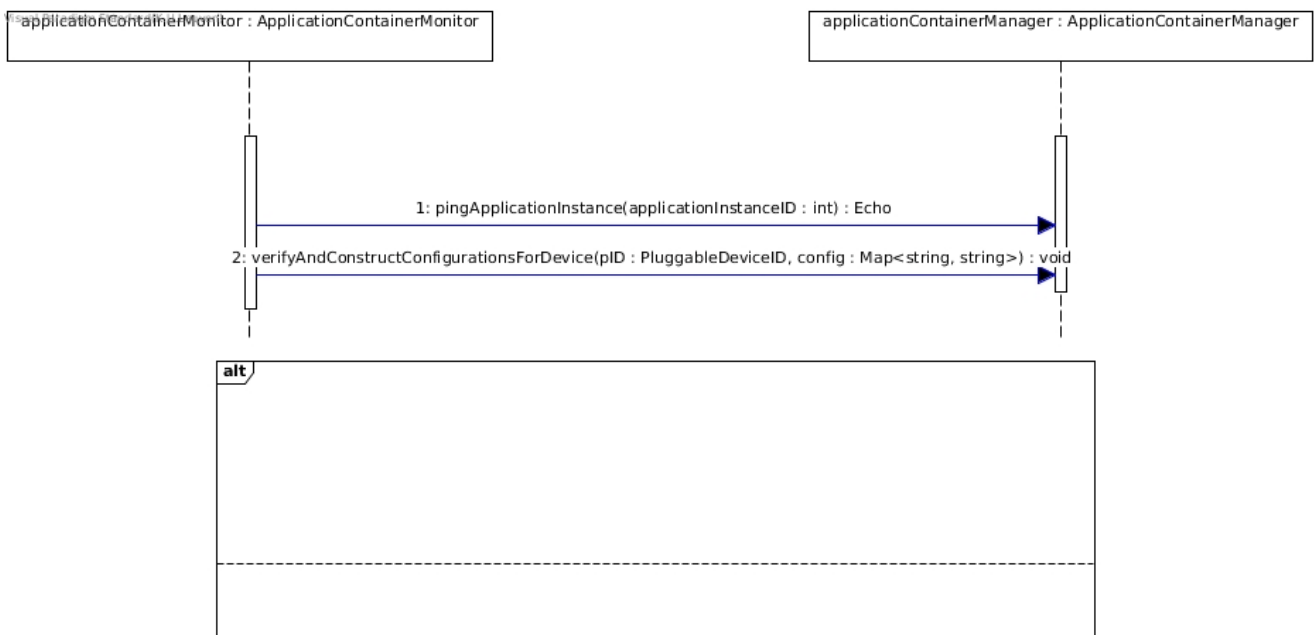 applicationContainerMonitor : ApplicationContainerMonitor
applicationContainerManager : ApplicationContainerManager
1: pingApplicationInstance(applicationInstanceID : int) : Echo
2: verifyAndConstructConfigurationsForDevice(pID : PluggableDeviceID, config : Map<string, string>) : void
alt